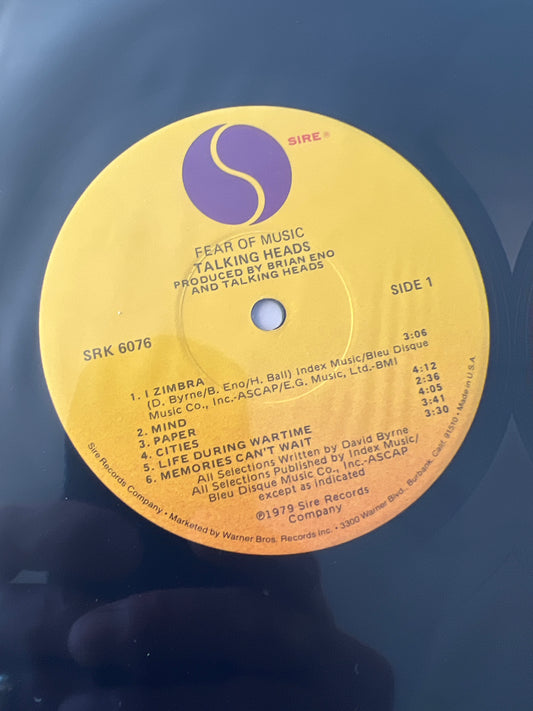 SIRE®
FEAR OF MUSIC
TALKING HEADS
PRODUCED BY BRIAN ENO
AND TALKING HEADS
SIDE 1
SRK 6076
1. I ZIMBRA 3:06
(D. Byrne/B. Eno/H. Ball) Index Music/Bleu Disque
Music Co., Inc.-ASCAP/E.G. Music, Ltd.-BMI
2. MIND 4:12
3. PAPER 2:36
4. CITIES 4:05
5. LIFE DURING WARTIME 3:41
6. MEMORIES CAN'T WAIT 3:30
All Selections Written by David Byrne
All Selections Published by Index Music/
Bleu Disque Music Co., Inc.-ASCAP
except as indicated
℗1979 Sire Records
Company
Sire Records Company • Marketed by Warner Bros. Records Inc. • 3300 Warner Blvd., Burbank, Calif. 91510 • Made in U.S.A.